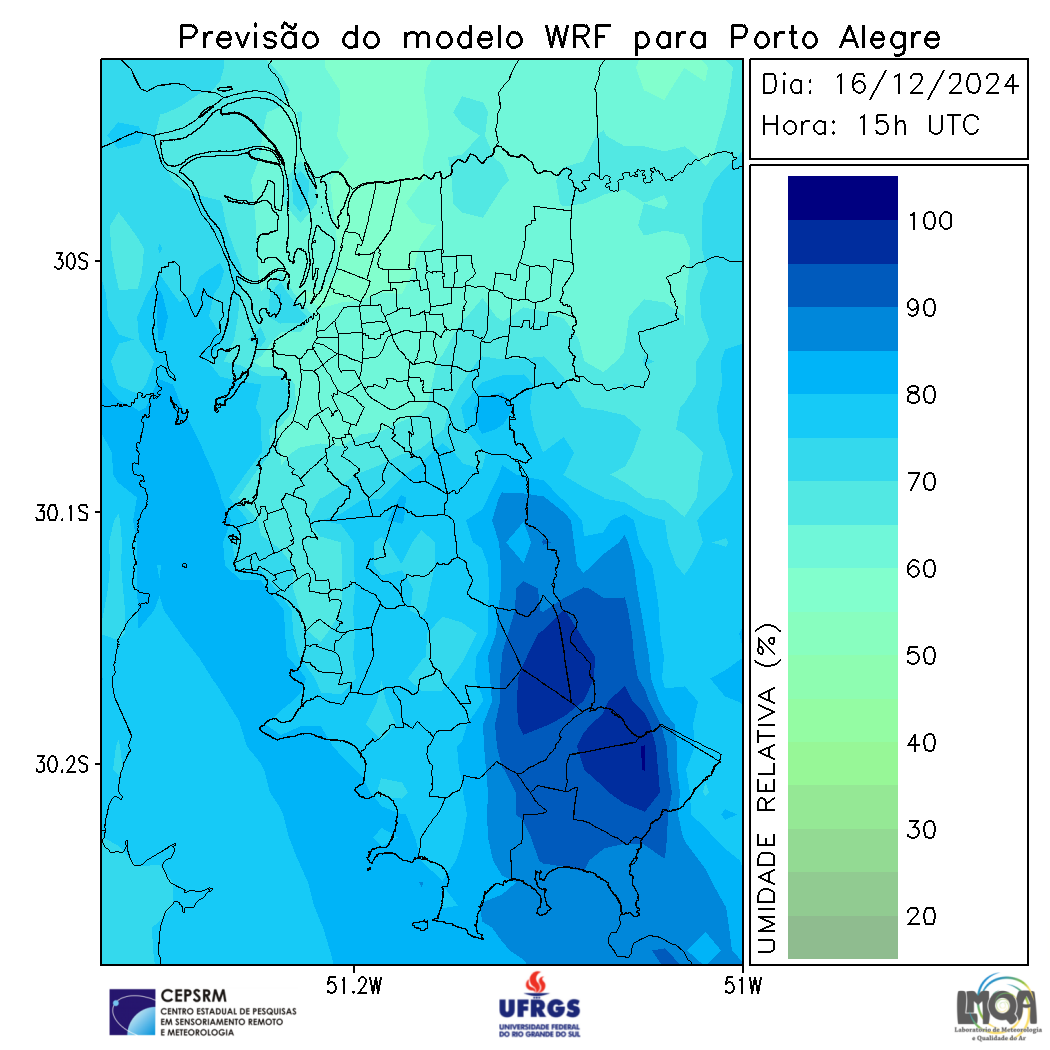 Previsão do modelo WRF para Porto Alegre
Dia: 16/12/2024
Hora: 15h UTC
30S
30.1S
30.2S
51.2W
51W
100
90
80
70
60
50
40
30
20
UMIDADE RELATIVA (%)
CEPSRM
CENTRO ESTADUAL DE PESQUISAS
EM SENSORIAMENTO REMOTO
E METEOROLOGIA
UFRGS
UNIVERSIDADE FEDERAL
DO RIO GRANDE DO SUL
LMQA
Laboratório de Meteorologia
e Qualidade do Ar